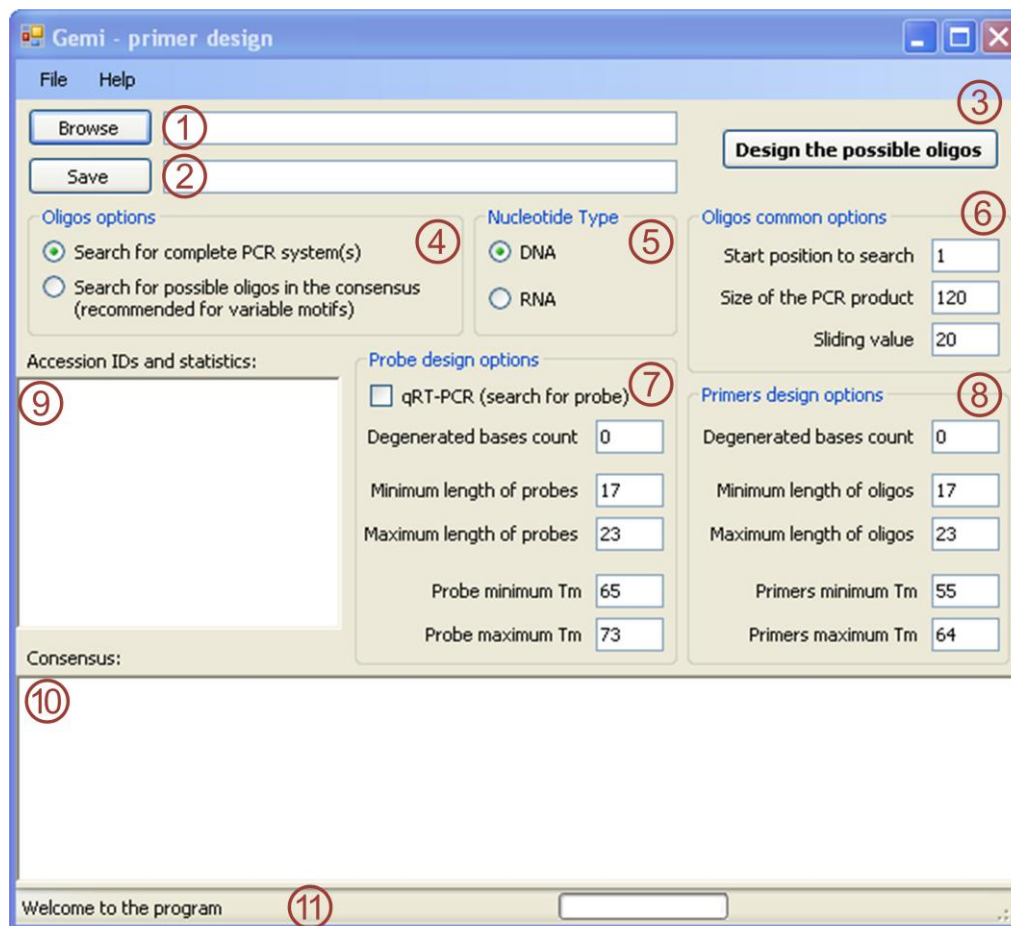 Gemi - primer design
File Help
③
Browse ①
Design the possible oligos
Save ②
Oligos options ④
Search for complete PCR system(s)
Search for possible oligos in the consensus
(recommended for variable motifs)
Nucleotide Type ⑤
DNA
RNA
Oligos common options ⑥
Start position to search 1
Size of the PCR product 120
Sliding value 20
Accession IDs and statistics:
⑨
Probe design options ⑦
qRT-PCR (search for probe)
Degenerated bases count 0
Minimum length of probes 17
Maximum length of probes 23
Probe minimum Tm 65
Probe maximum Tm 73
Primers design options ⑧
Degenerated bases count 0
Minimum length of oligos 17
Maximum length of oligos 23
Primers minimum Tm 55
Primers maximum Tm 64
Consensus:
⑩
Welcome to the program ⑪